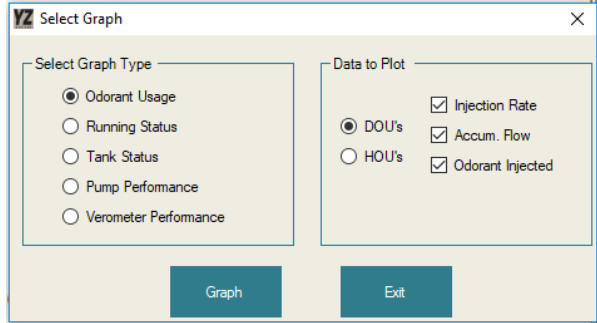 YZ Select Graph
Select Graph Type
Odorant Usage
Running Status
Tank Status
Pump Performance
Verometer Performance
Data to Plot
DOU's
HOU's
Injection Rate
Accum. Flow
Odorant Injected
Graph
Exit